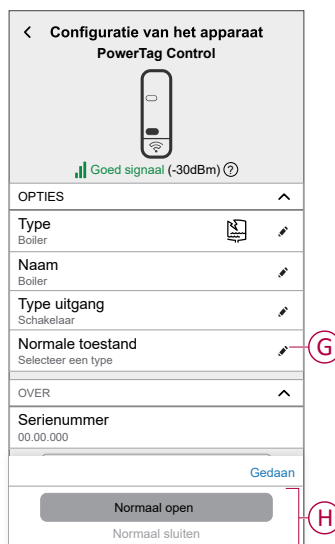 Configuratie van het apparaat
PowerTag Control
Goed signaal (-30dBm) ?
OPTIES
Type
Boiler
Naam
Boiler
Type uitgang
Schakelaar
Normale toestand
Selecteer een type
G
OVER
Serienummer
00.00.000
Gedaan
Normaal open
H
Normaal sluiten